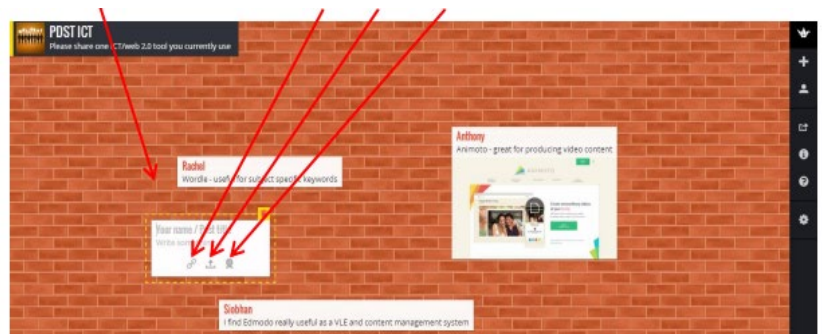 PDST ICT
Please share one ICT/web 2.0 tool you currently use
Anthony
Animoto - great for producing video content
Rachel
Wordle - useful for subject specific keywords
Your name / Post title
Write
Siobhan
I find Edmodo really useful as a VLE and content management system